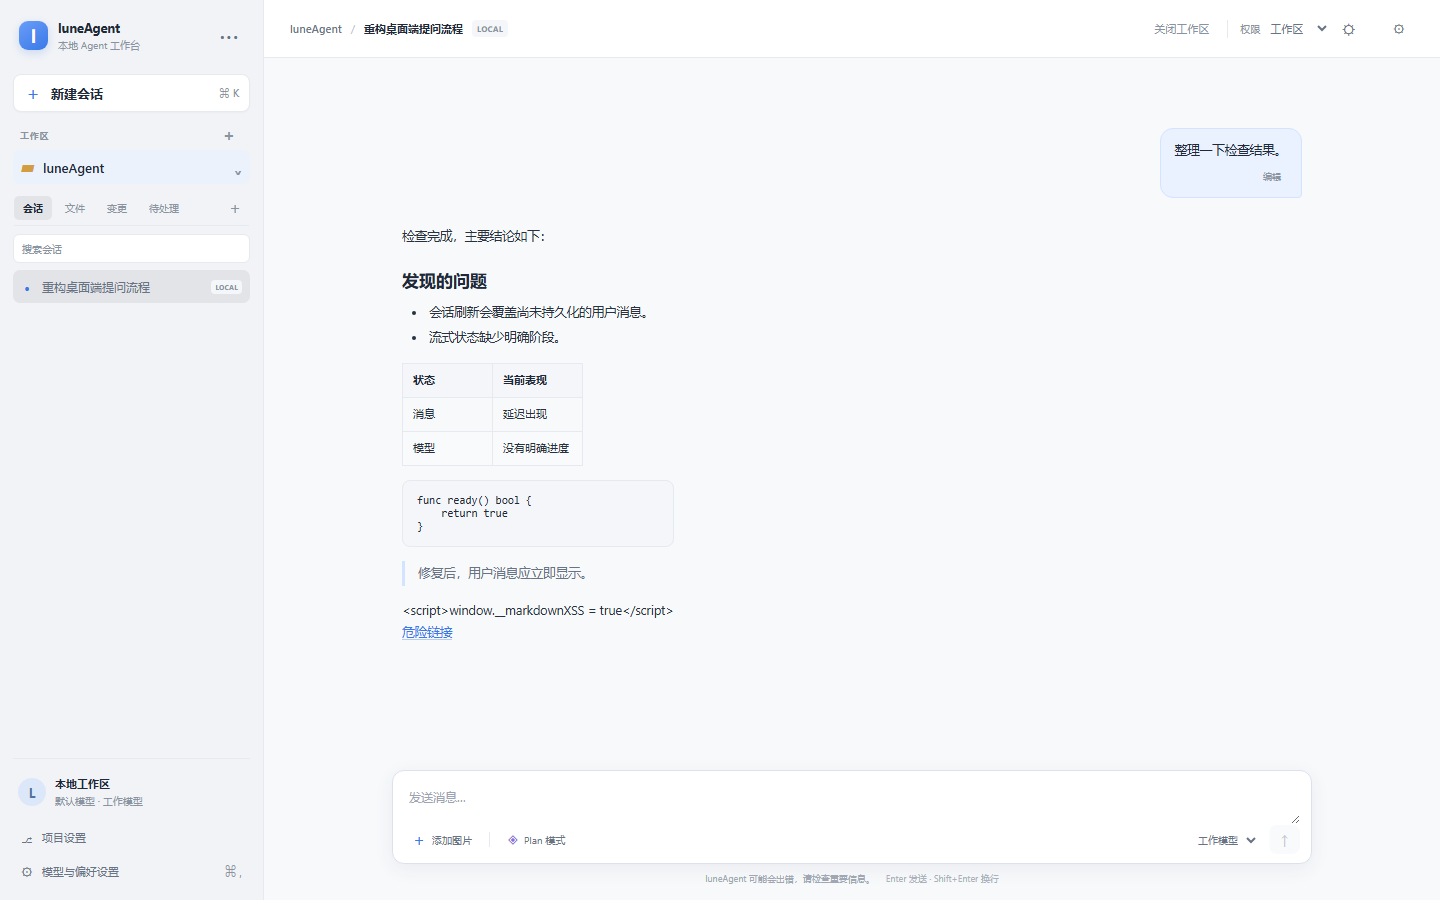 l
luneAgent
本地 Agent 工作台
•••
+ 新建会话 ⌘ K
工作区 +
luneAgent
会话 文件 变更 待处理 +
搜索会话
重构桌面端提问流程 LOCAL
L
本地工作区
默认模型 · 工作模型
项目设置
模型与偏好设置 ⌘ ,
luneAgent / 重构桌面端提问流程 LOCAL
关闭工作区 权限 工作区
整理一下检查结果。
编辑
检查完成，主要结论如下：
发现的问题
• 会话刷新会覆盖尚未持久化的用户消息。
• 流式状态缺少明确阶段。
状态 当前表现
消息 延迟出现
模型 没有明确进度
func ready() bool {
    return true
}
修复后，用户消息应立即显示。
<script>window.__markdownXSS = true</script>
危险链接
发送消息...
+ 添加图片 Plan 模式 工作模型 ↑
luneAgent 可能会出错，请检查重要信息。 Enter 发送 · Shift+Enter 换行